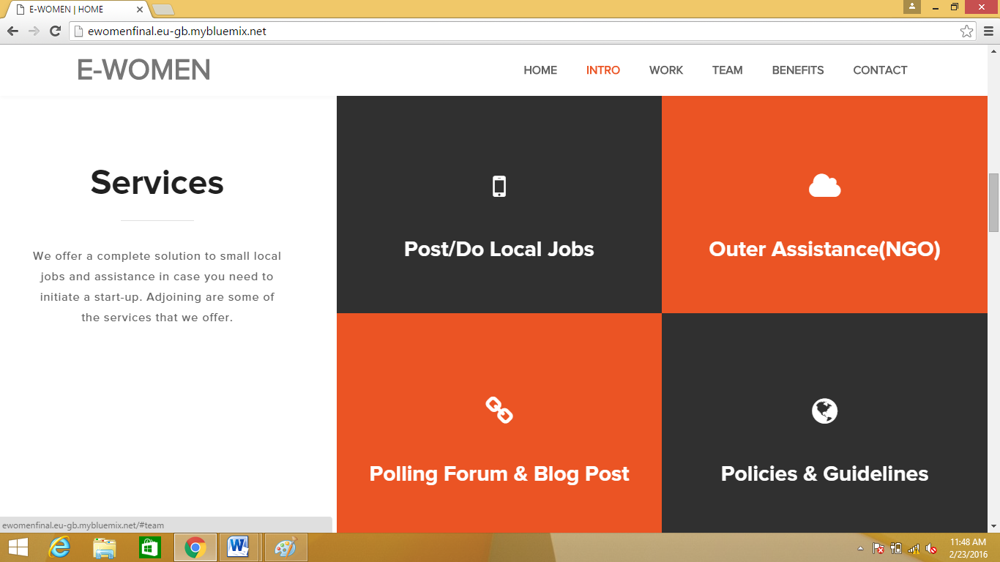 E-WOMEN | HOME
ewomenfinal.eu-gb.mybluemix.net
E-WOMEN
HOME INTRO WORK TEAM BENEFITS CONTACT
Services
We offer a complete solution to small local
jobs and assistance in case you need to
initiate a start-up. Adjoining are some of
the services that we offer.
Post/Do Local Jobs
Outer Assistance(NGO)
Polling Forum & Blog Post
Policies & Guidelines
ewomenfinal.eu-gb.mybluemix.net/#team
11:48 AM
2/23/2016